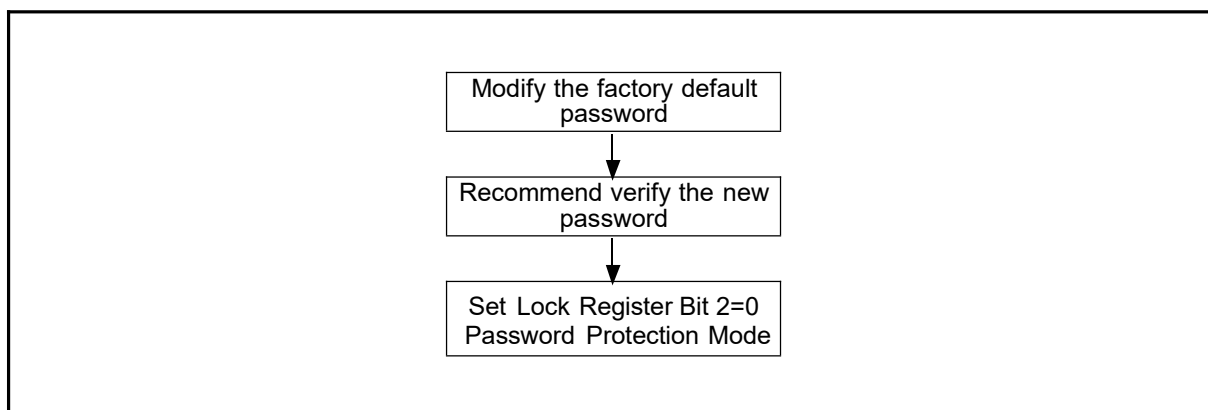 Modify the factory default
password
Recommend verify the new
password
Set Lock Register Bit 2=0
Password Protection Mode